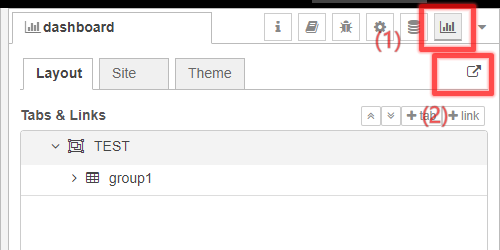 dashboard
(1)
Layout Site Theme
Tabs & Links
tab link
(2)
TEST
group1